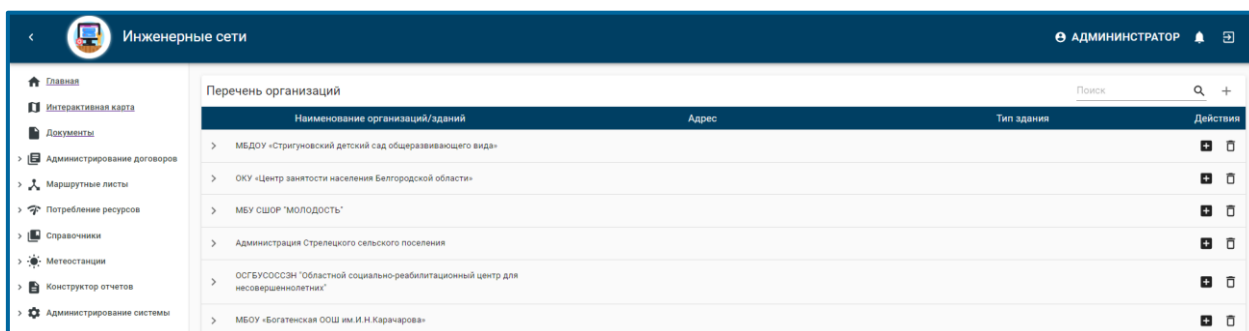 Инженерные сети
АДМИНИНСТРАТОР
Главная
Интерактивная карта
Документы
Администрирование договоров
Маршрутные листы
Потребление ресурсов
Справочники
Метеостанции
Конструктор отчетов
Администрирование системы
Перечень организаций
Поиск
Наименование организаций/зданий Адрес Тип здания Действия
МБДОУ «Стригуновский детский сад общеразвивающего вида»
ОКУ «Центр занятости населения Белгородской области»
МБУ СШОР "МОЛОДОСТЬ"
Администрация Стрелецкого сельского поселения
ОСГБУСОССЗН "Областной социально-реабилитационный центр для
несовершеннолетних"
МБОУ «Богатенская ООШ им.И.Н.Карачарова»